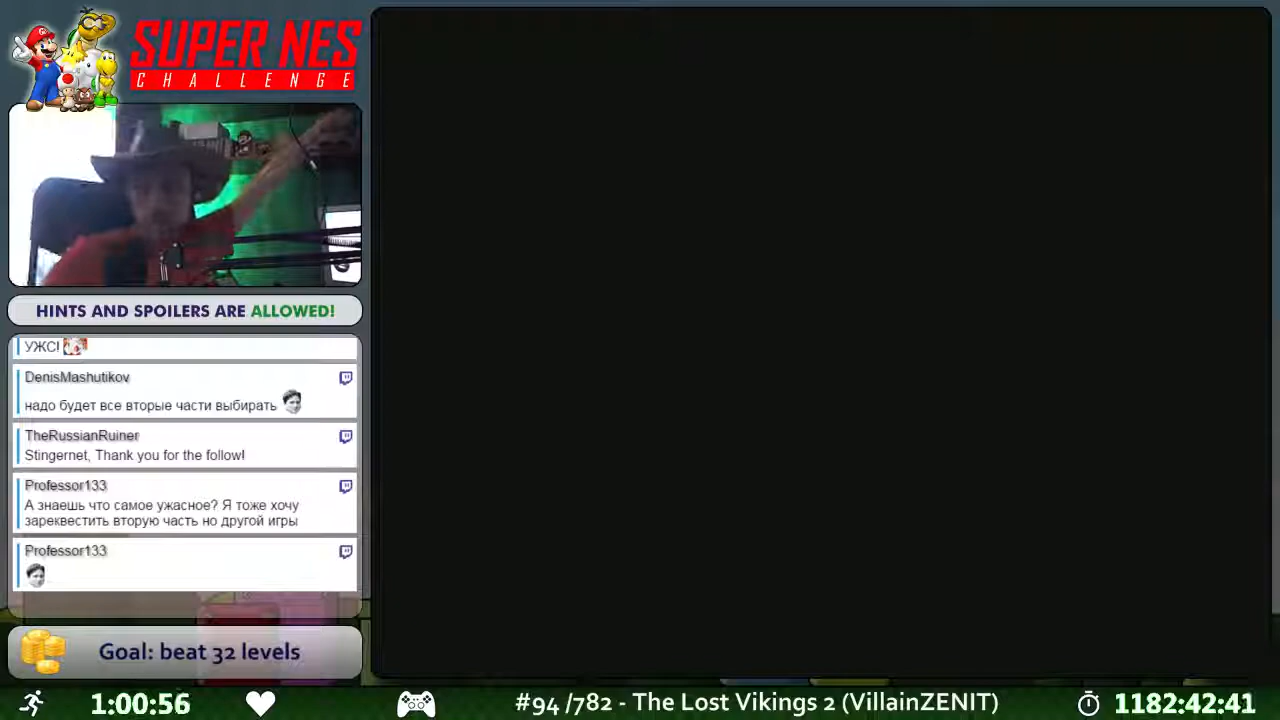 SUPER NES
CHALLENGE
HINTS AND SPOILERS ARE ALLOWED!
УЖС!
DenisMashutikov
надо будет все вторые части выбирать
TheRussianRuiner
Stingernet, Thank you for the follow!
Professor133
А знаешь что самое ужасное? Я тоже хочу
зареквестить вторую часть но другой игры
Professor133
Goal: beat 32 levels
1:00:56
#94 /782 - The Lost Vikings 2 (VillainZENIT)
1182:42:41